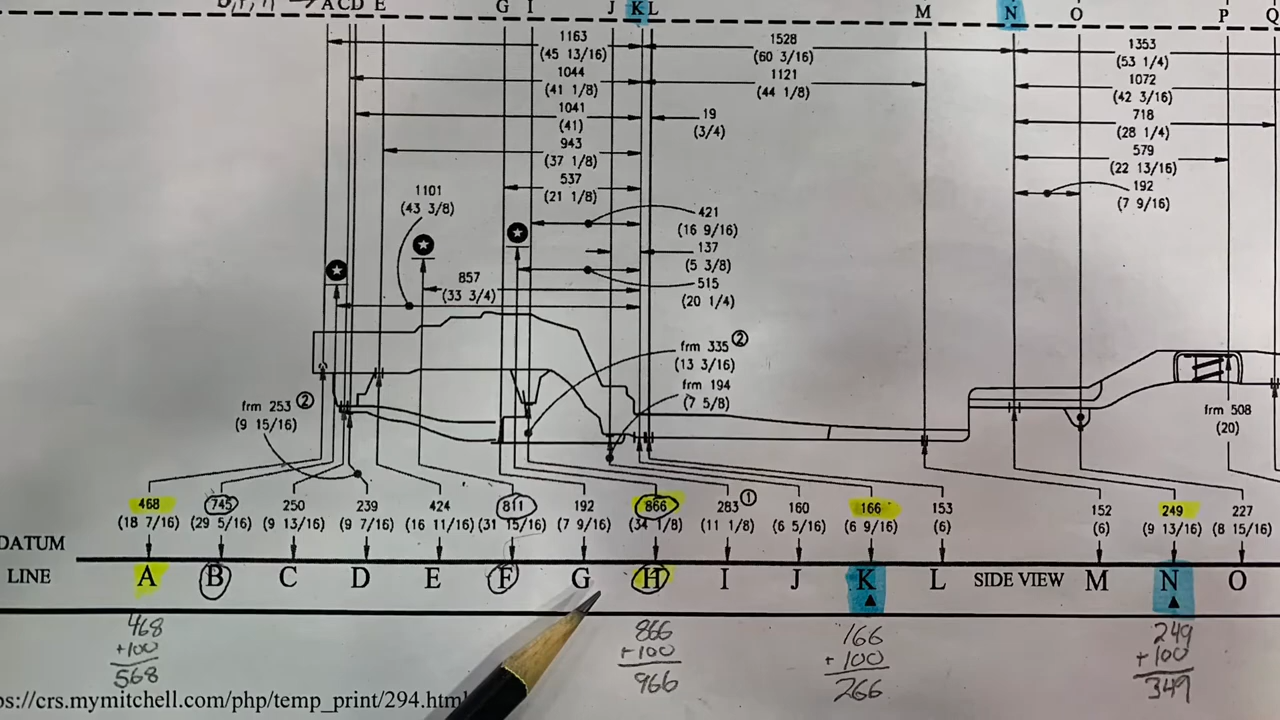 A C D E G I J K L M N O P Q
1163 1528 1353
(45 13/16) (60 3/16) (53 1/4)
1044 1121 1072
(41 1/8) (44 1/8) (42 3/16)
1041 19 718
(41) (3/4) (28 1/4)
943 579
(37 1/8) (22 13/16)
537 192
(21 1/8) (7 9/16)
1101 421
(43 3/8) (16 9/16)
137
(5 3/8)
857 515
(33 3/4) (20 1/4)
frm 335 2
(13 3/16)
frm 194
(7 5/8)
frm 253 2
(9 15/16)
frm 508
(20)
468 745 250 239 424 811 192 866 283 1 160 166 153 152 249 227
(18 7/16) (29 5/16) (9 13/16) (9 7/16) (16 11/16) (31 15/16) (7 9/16) (34 1/8) (11 1/8) (6 5/16) (6 9/16) (6) (6) (9 13/16) (8 15/16)
DATUM
LINE A B C D E F G H I J K L SIDE VIEW M N O
468 866 166 249
+100 +100 +100 +100
568 966 266 349
ps://crs.mymitchell.com/php/temp_print/294.html